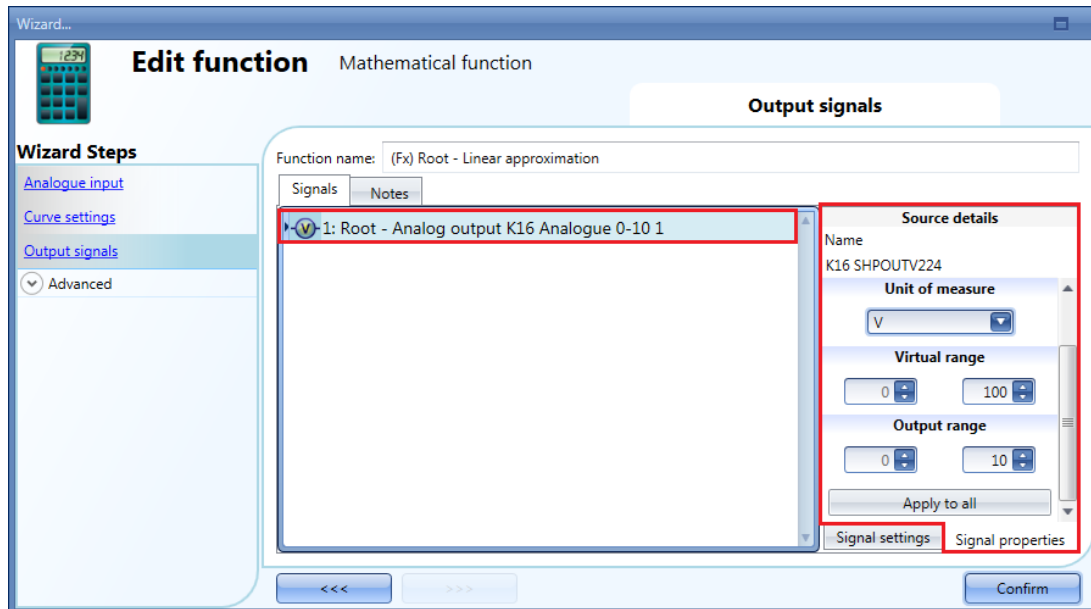 Wizard...
1234
Edit function Mathematical function
Output signals
Wizard Steps
Analogue input
Curve settings
Output signals
Advanced
Function name: (Fx) Root - Linear approximation
Signals Notes
V 1: Root - Analog output K16 Analogue 0-10 1
Source details
Name
K16 SHPOUTV224
Unit of measure
V
Virtual range
0 100
Output range
0 10
Apply to all
Signal settings Signal properties
<<< >>> Confirm